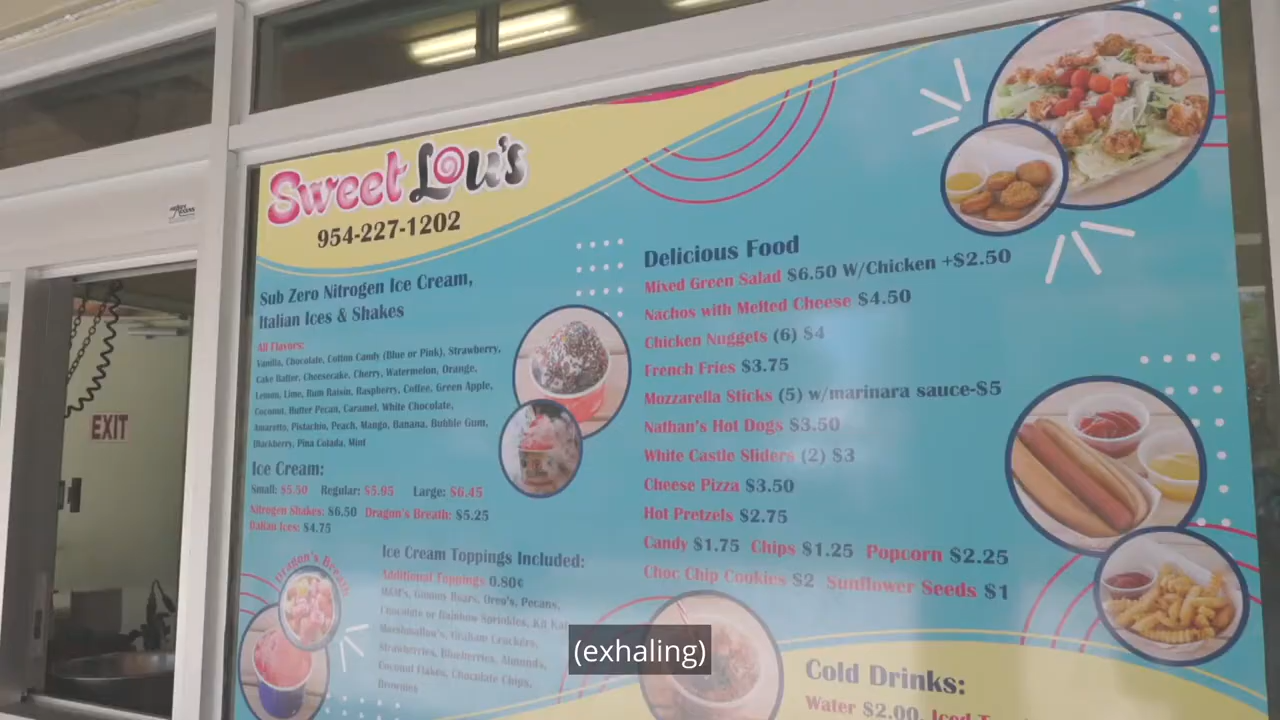 Sweet Lou's
954-227-1202
Sub Zero Nitrogen Ice Cream,
Italian Ices & Shakes
All Flavors:
Vanilla, Chocolate, Cotton Candy (Blue or Pink), Strawberry,
Cake Batter, Cheesecake, Cherry, Watermelon, Orange,
Lemon, Lime, Rum Raisin, Raspberry, Coffee, Green Apple,
Coconut, Butter Pecan, Caramel, White Chocolate,
Amaretto, Pistachio, Peach, Mango, Banana, Bubble Gum,
Blackberry, Pina Colada, Mint
EXIT
Ice Cream:
Small: $5.50 Regular: $5.95 Large: $6.45
Nitrogen Shakes: $6.50 Dragon's Breath: $5.25
Italian Ices: $4.75
Dragon's Breath
Ice Cream Toppings Included:
Additional Toppings 0.80¢
M&M's, Gummy Bears, Oreo's, Pecans,
Chocolate or Rainbow Sprinkles, Kit Kat
Marshmallow's, Graham Crackers,
Strawberries, Blueberries, Almonds,
Coconut Flakes, Chocolate Chips,
Brownies
Delicious Food
Mixed Green Salad $6.50 W/Chicken +$2.50
Nachos with Melted Cheese $4.50
Chicken Nuggets (6) $4
French Fries $3.75
Mozzarella Sticks (5) w/marinara sauce-$5
Nathan's Hot Dogs $3.50
White Castle Sliders (2) $3
Cheese Pizza $3.50
Hot Pretzels $2.75
Candy $1.75 Chips $1.25 Popcorn $2.25
Choc Chip Cookies $2 Sunflower Seeds $1
Cold Drinks:
Water $2.00, Iced
(exhaling)